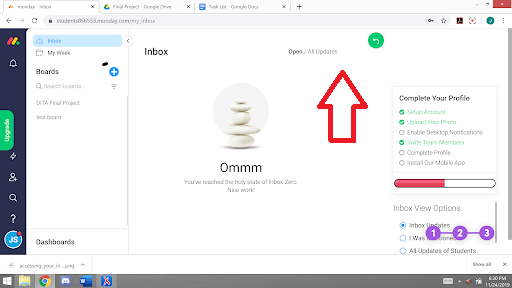 monday - Inbox
Final Project - Google Drive
Task List - Google Docs
students856553.monday.com/my_inbox
Inbox
My Week
Boards
Search boards...
DITA Final Project
test board
Dashboards
Upgrade
?
JS
Inbox
Open / All Updates
Ommm
You've reached the holy state of Inbox Zero.
Nice work!
Complete Your Profile
Setup Account
Upload Your Photo
Enable Desktop Notifications
Invite Team Members
Complete Profile
Install Our Mobile App
Inbox View Options
Inbox Updates
I Was
All Updates of Students
1 2 3
accessing_your_in....png
Show all
6:30 PM
11/24/2019